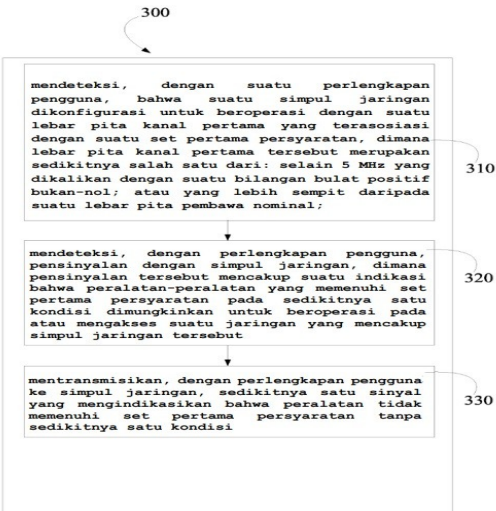 300
mendeteksi, dengan suatu perlengkapan
pengguna, bahwa suatu simpul jaringan
dikonfigurasi untuk beroperasi dengan suatu
lebar pita kanal pertama yang terasosiasi
dengan suatu set pertama persyaratan, dimana
lebar pita kanal pertama tersebut merupakan
sedikitnya salah satu dari: selain 5 MHz yang
dikalikan dengan suatu bilangan bulat positif
bukan-nol; atau yang lebih sempit daripada
suatu lebar pita pembawa nominal;
310
mendeteksi, dengan perlengkapan pengguna,
pensinyalan dengan simpul jaringan, dimana
pensinyalan tersebut mencakup suatu indikasi
bahwa peralatan-peralatan yang memenuhi set
pertama persyaratan pada sedikitnya satu
kondisi dimungkinkan untuk beroperasi pada
atau mengakses suatu jaringan yang mencakup
simpul jaringan tersebut
320
mentransmisikan, dengan perlengkapan pengguna
ke simpul jaringan, sedikitnya satu sinyal
yang mengindikasikan bahwa peralatan tidak
memenuhi set pertama persyaratan tanpa
sedikitnya satu kondisi
330